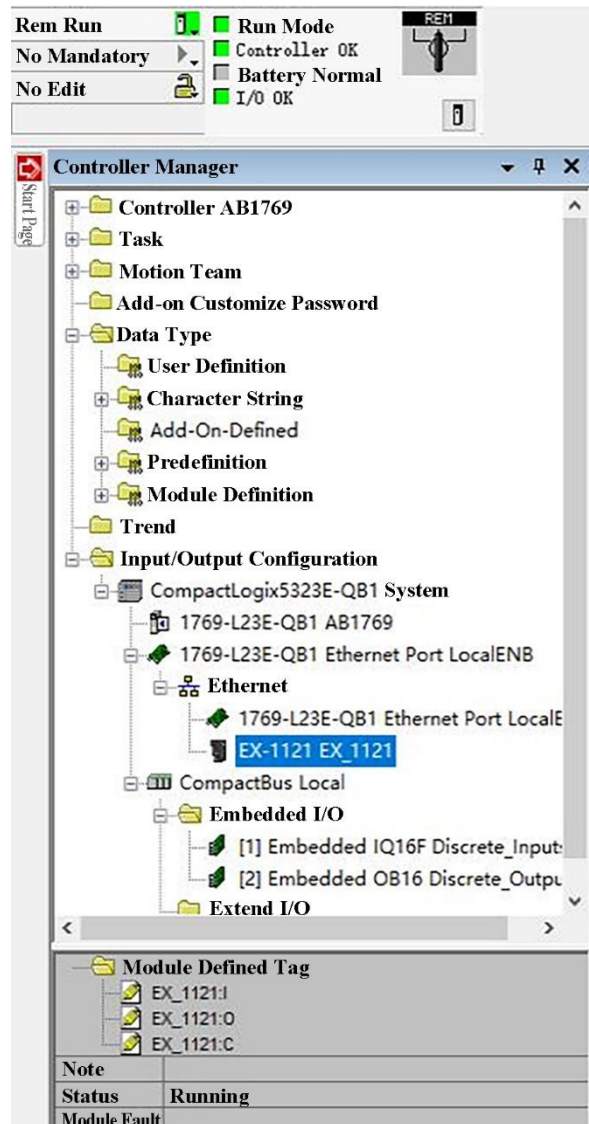 Rem Run
Run Mode
REM
No Mandatory
Controller OK
Battery Normal
No Edit
I/O OK
Start Page
Controller Manager
Controller AB1769
Task
Motion Team
Add-on Customize Password
Data Type
User Definition
Character String
Add-On-Defined
Predefinition
Module Definition
Trend
Input/Output Configuration
CompactLogix5323E-QB1 System
1769-L23E-QB1 AB1769
1769-L23E-QB1 Ethernet Port LocalENB
Ethernet
1769-L23E-QB1 Ethernet Port LocalE
EX-1121 EX_1121
CompactBus Local
Embedded I/O
[1] Embedded IQ16F Discrete_Input
[2] Embedded OB16 Discrete_Outpu
Extend I/O
Module Defined Tag
EX_1121:I
EX_1121:O
EX_1121:C
Note
Status Running
Module Fault